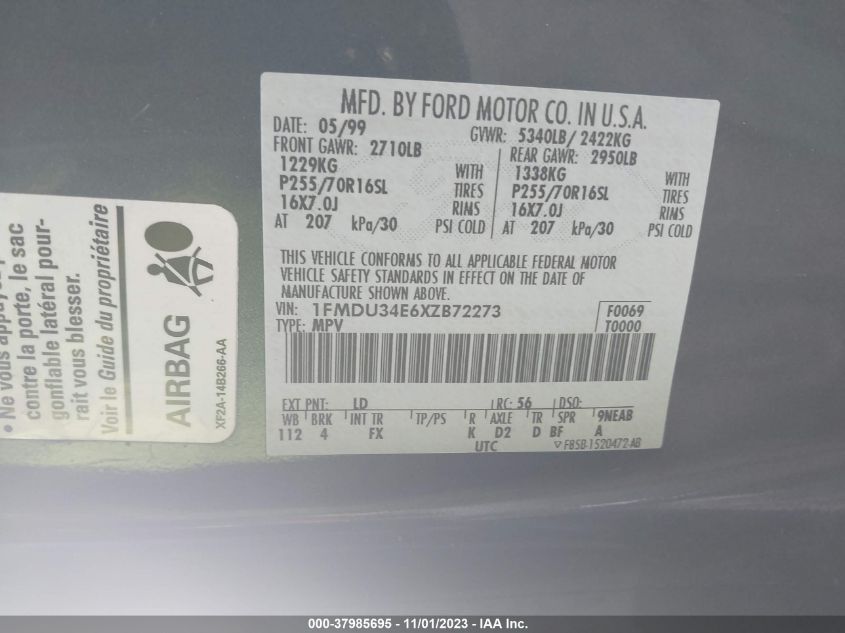 MFD. BY FORD MOTOR CO. IN U.S.A.
DATE: 05/99 GVWR: 5340LB/ 2422KG
FRONT GAWR: 2710LB REAR GAWR: 2950LB
1229KG WITH 1338KG WITH
P255/70R16SL TIRES P255/70R16SL TIRES
16X7.0J RIMS 16X7.0J RIMS
AT 207 kPa/30 PSI COLD AT 207 kPa/30 PSI COLD
THIS VEHICLE CONFORMS TO ALL APPLICABLE FEDERAL MOTOR
VEHICLE SAFETY STANDARDS IN EFFECT ON THE DATE OF
MANUFACTURE SHOWN ABOVE.
VIN: 1FMDU34E6XZB72273 F0069
TYPE: MPV T0000
EXT PNT: LD RC: 56 DSO:
WB BRK INT TR TP/PS R AXLE TR SPR 9NEAB
112 4 FX K D2 D BF A
UTC F85B-1520472-AB
• Ne vous appuyez
contre la porte, le sac
gonflable latéral pour-
rait vous blesser.
Voir le Guide du propriétaire
AIRBAG
XF2A-14B266-AA
000-37985695 - 11/01/2023 - IAA Inc.